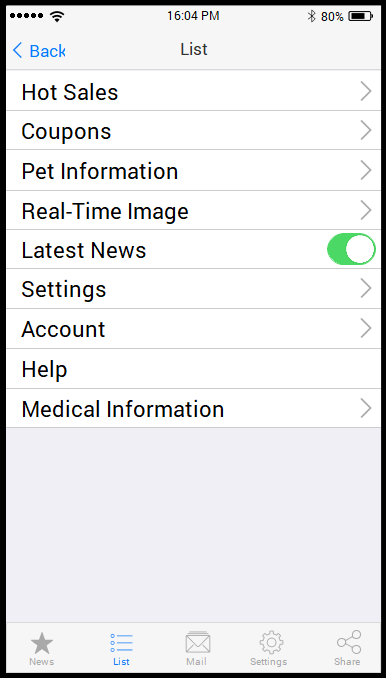 16:04 PM 80%
Back List
Hot Sales
Coupons
Pet Information
Real-Time Image
Latest News
Settings
Account
Help
Medical Information
News List Mail Settings Share